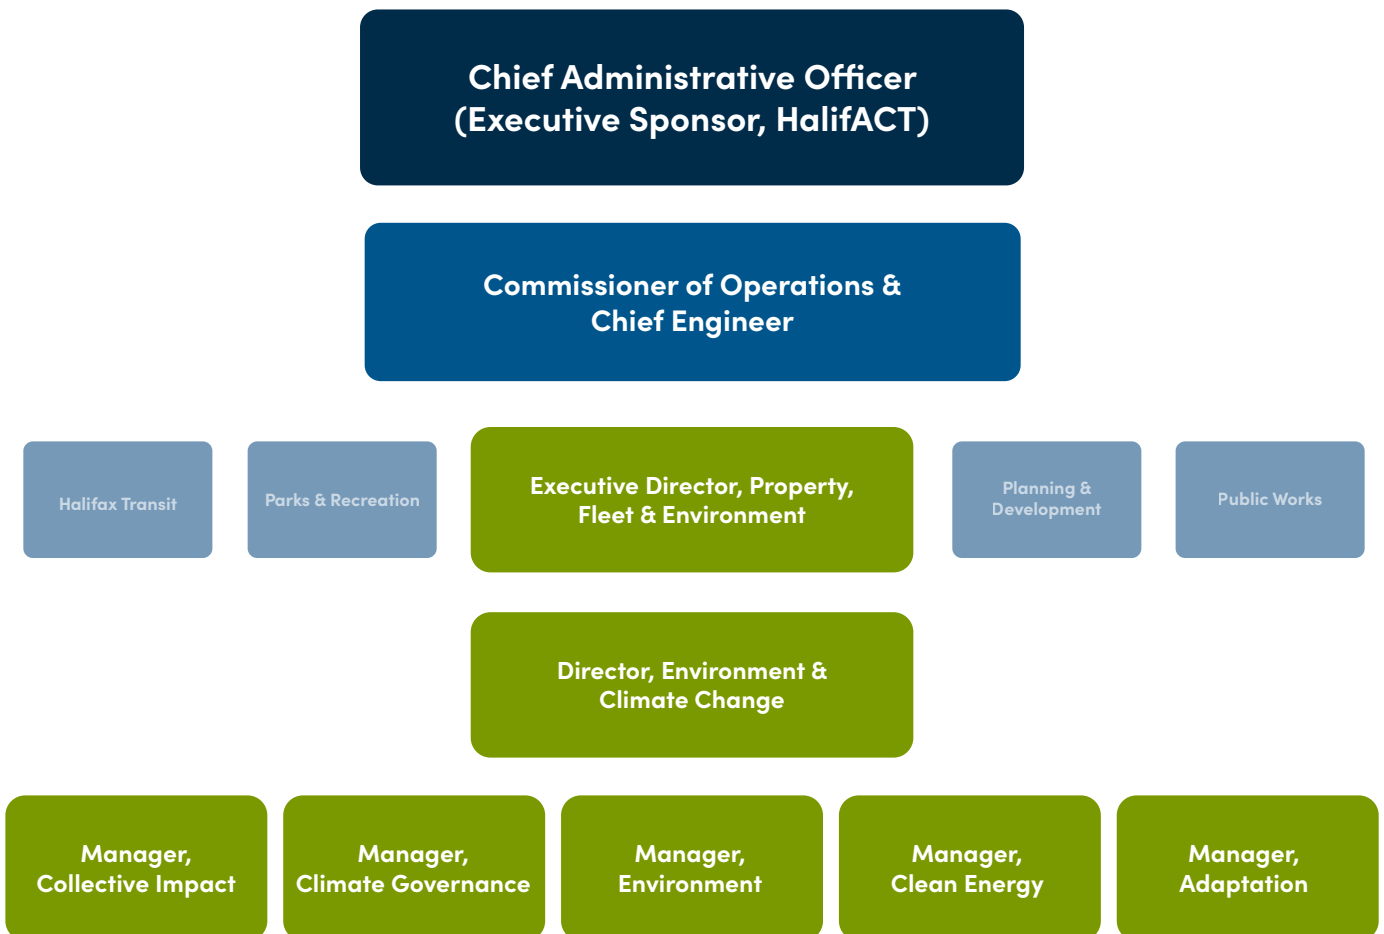 Chief Administrative Officer
(Executive Sponsor, HalifACT)
Commissioner of Operations &
Chief Engineer
Halifax Transit
Parks & Recreation
Executive Director, Property,
Fleet & Environment
Planning &
Development
Public Works
Director, Environment &
Climate Change
Manager,
Collective Impact
Manager,
Climate Governance
Manager,
Environment
Manager,
Clean Energy
Manager,
Adaptation